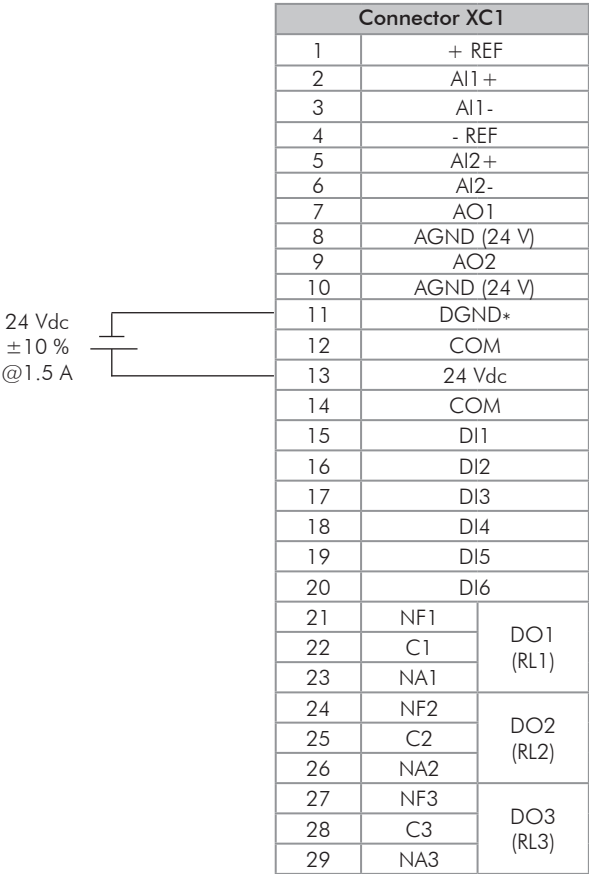 Connector XC1
1 + REF
2 AI1+
3 AI1-
4 - REF
5 AI2+
6 AI2-
7 AO1
8 AGND (24 V)
9 AO2
10 AGND (24 V)
11 DGND*
12 COM
13 24 Vdc
14 COM
15 DI1
16 DI2
17 DI3
18 DI4
19 DI5
20 DI6
21 NF1
22 C1
23 NA1
DO1
(RL1)
24 NF2
25 C2
26 NA2
DO2
(RL2)
27 NF3
28 C3
29 NA3
DO3
(RL3)
24 Vdc
±10 %
@1.5 A